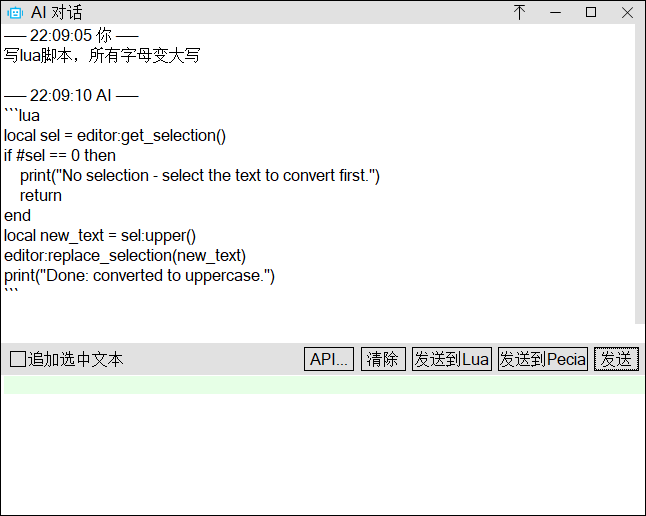 AI 对话
── 22:09:05 你 ──
写lua脚本，所有字母变大写
── 22:09:10 AI ──
```lua
local sel = editor:get_selection()
if #sel == 0 then
    print("No selection - select the text to convert first.")
    return
end
local new_text = sel:upper()
editor:replace_selection(new_text)
print("Done: converted to uppercase.")
```
追加选中文本 API... 清除 发送到Lua 发送到Pecia 发送